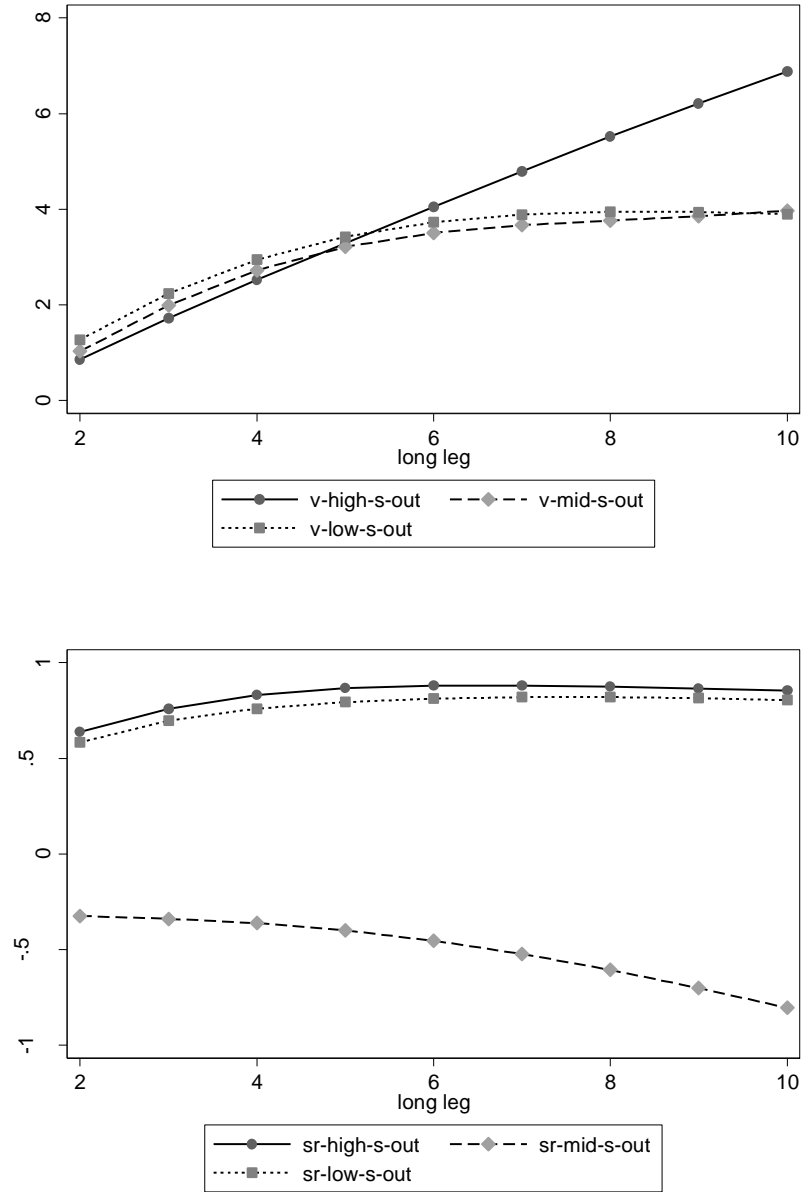 8
6
4
2
0
2 4 6 8 10
long leg
v-high-s-out v-mid-s-out
v-low-s-out
1
.5
0
-.5
-1
2 4 6 8 10
long leg
sr-high-s-out sr-mid-s-out
sr-low-s-out